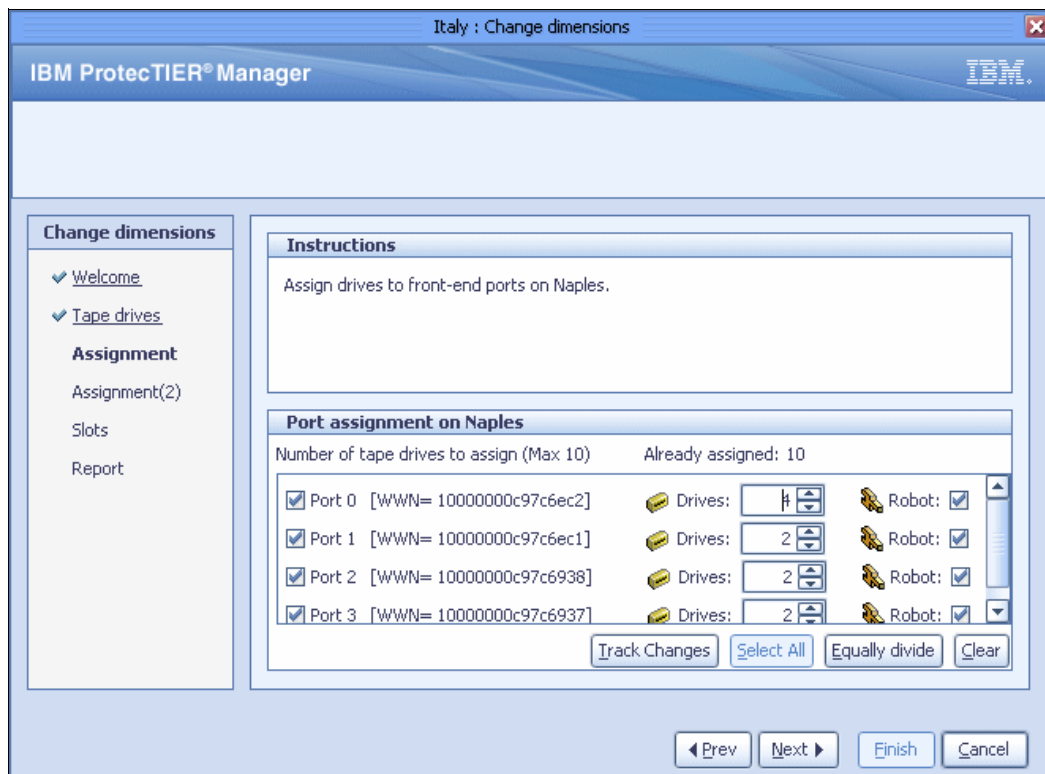 Italy : Change dimensions
IBM ProtecTIER® Manager
IBM.
Change dimensions
Welcome
Tape drives
Assignment
Assignment(2)
Slots
Report
Instructions
Assign drives to front-end ports on Naples.
Port assignment on Naples
Number of tape drives to assign (Max 10) Already assigned: 10
Port 0 [WWN= 10000000c97c6ec2] Drives: 4 Robot:
Port 1 [WWN= 10000000c97c6ec1] Drives: 2 Robot:
Port 2 [WWN= 10000000c97c6938] Drives: 2 Robot:
Port 3 [WWN= 10000000c97c6937] Drives: 2 Robot:
Track Changes Select All Equally divide Clear
Prev Next Finish Cancel